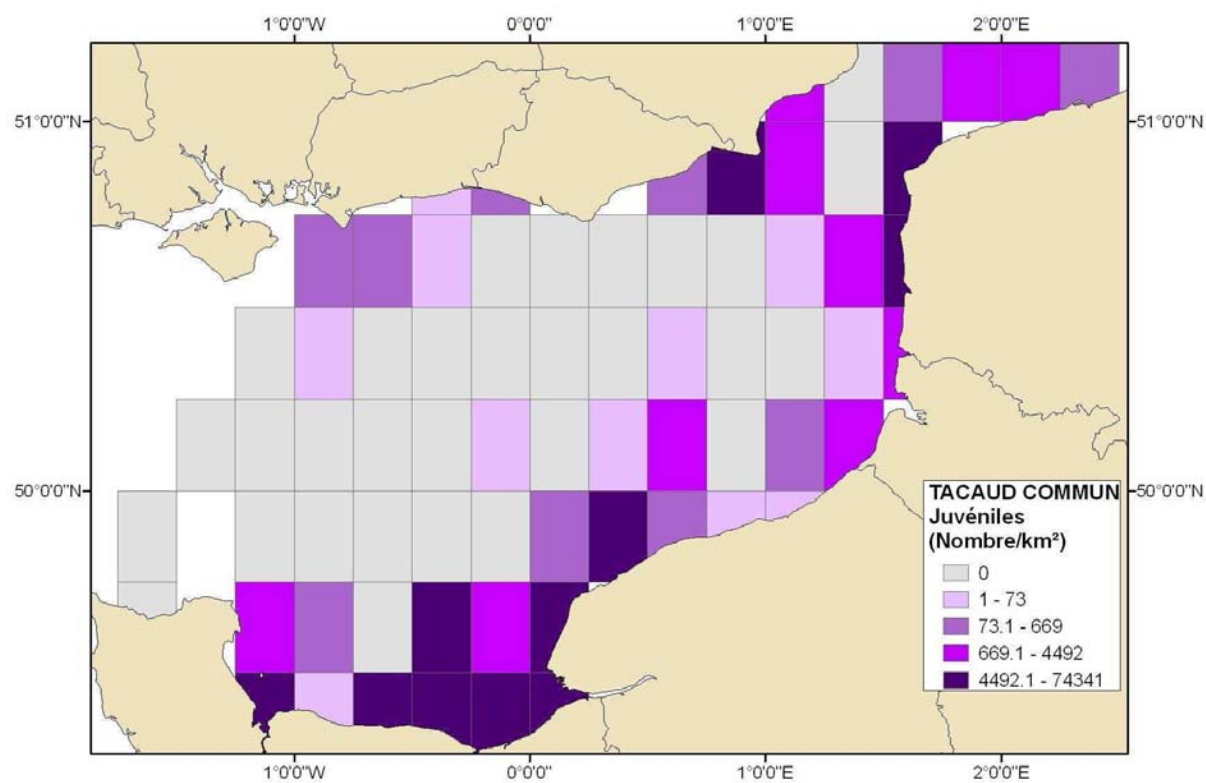 1°0'0"W 0°0'0" 1°0'0"E 2°0'0"E
51°0'0"N 51°0'0"N
50°0'0"N 50°0'0"N
TACAUD COMMUN
Juvéniles
(Nombre/km²)
0
1 - 73
73.1 - 669
669.1 - 4492
4492.1 - 74341
1°0'0"W 0°0'0" 1°0'0"E 2°0'0"E